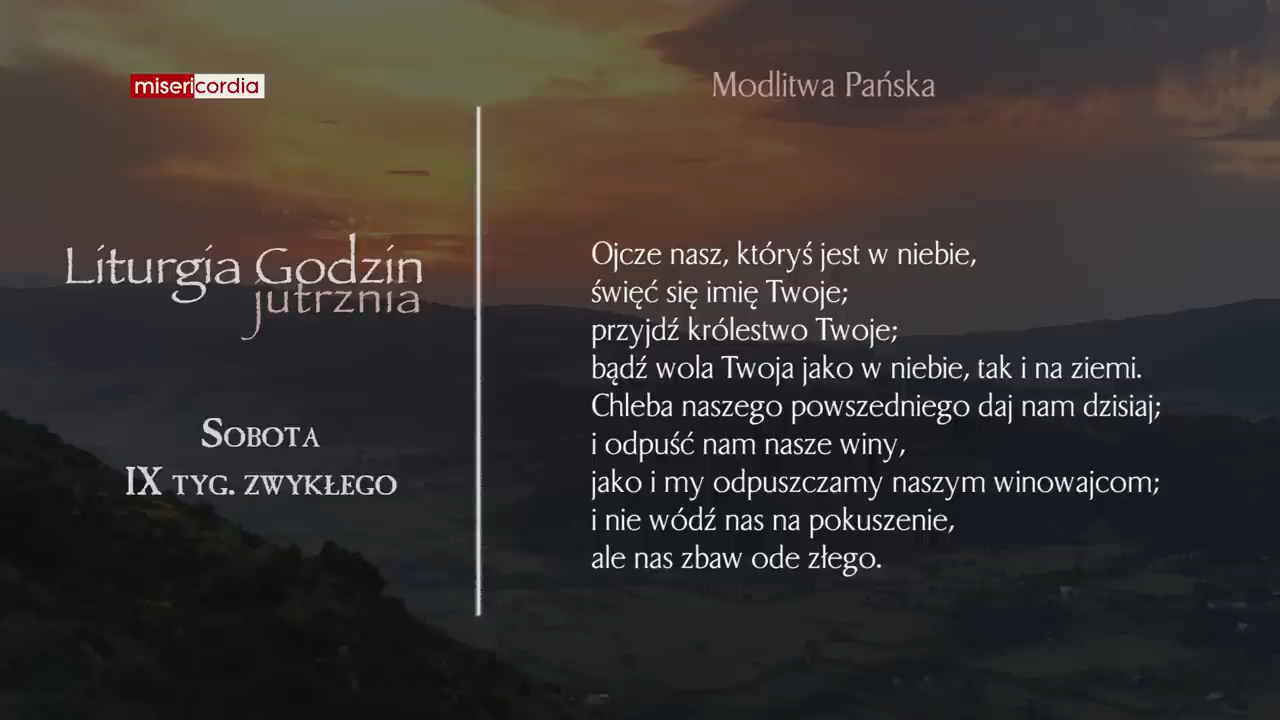 misericordia
Liturgia Godzin
jutrznia
Sobota
IX tyg. zwykłego
Modlitwa Pańska
Ojcze nasz, któryś jest w niebie,
święć się imię Twoje;
przyjdź królestwo Twoje;
bądź wola Twoja jako w niebie, tak i na ziemi.
Chleba naszego powszedniego daj nam dzisiaj;
i odpuść nam nasze winy,
jako i my odpuszczamy naszym winowajcom;
i nie wódź nas na pokuszenie,
ale nas zbaw ode złego.